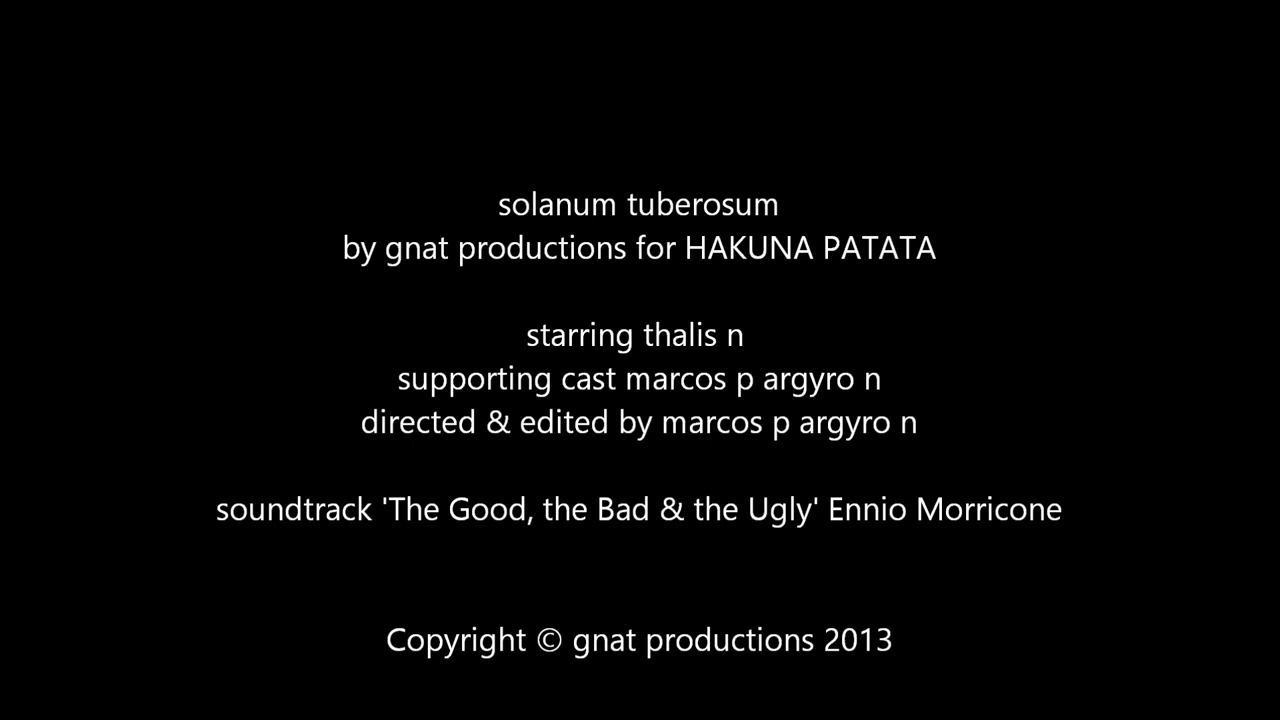 solanum tuberosum
by gnat productions for HAKUNA PATATA
starring thalis n
supporting cast marcos p argyro n
directed & edited by marcos p argyro n
soundtrack 'The Good, the Bad & the Ugly' Ennio Morricone
Copyright © gnat productions 2013